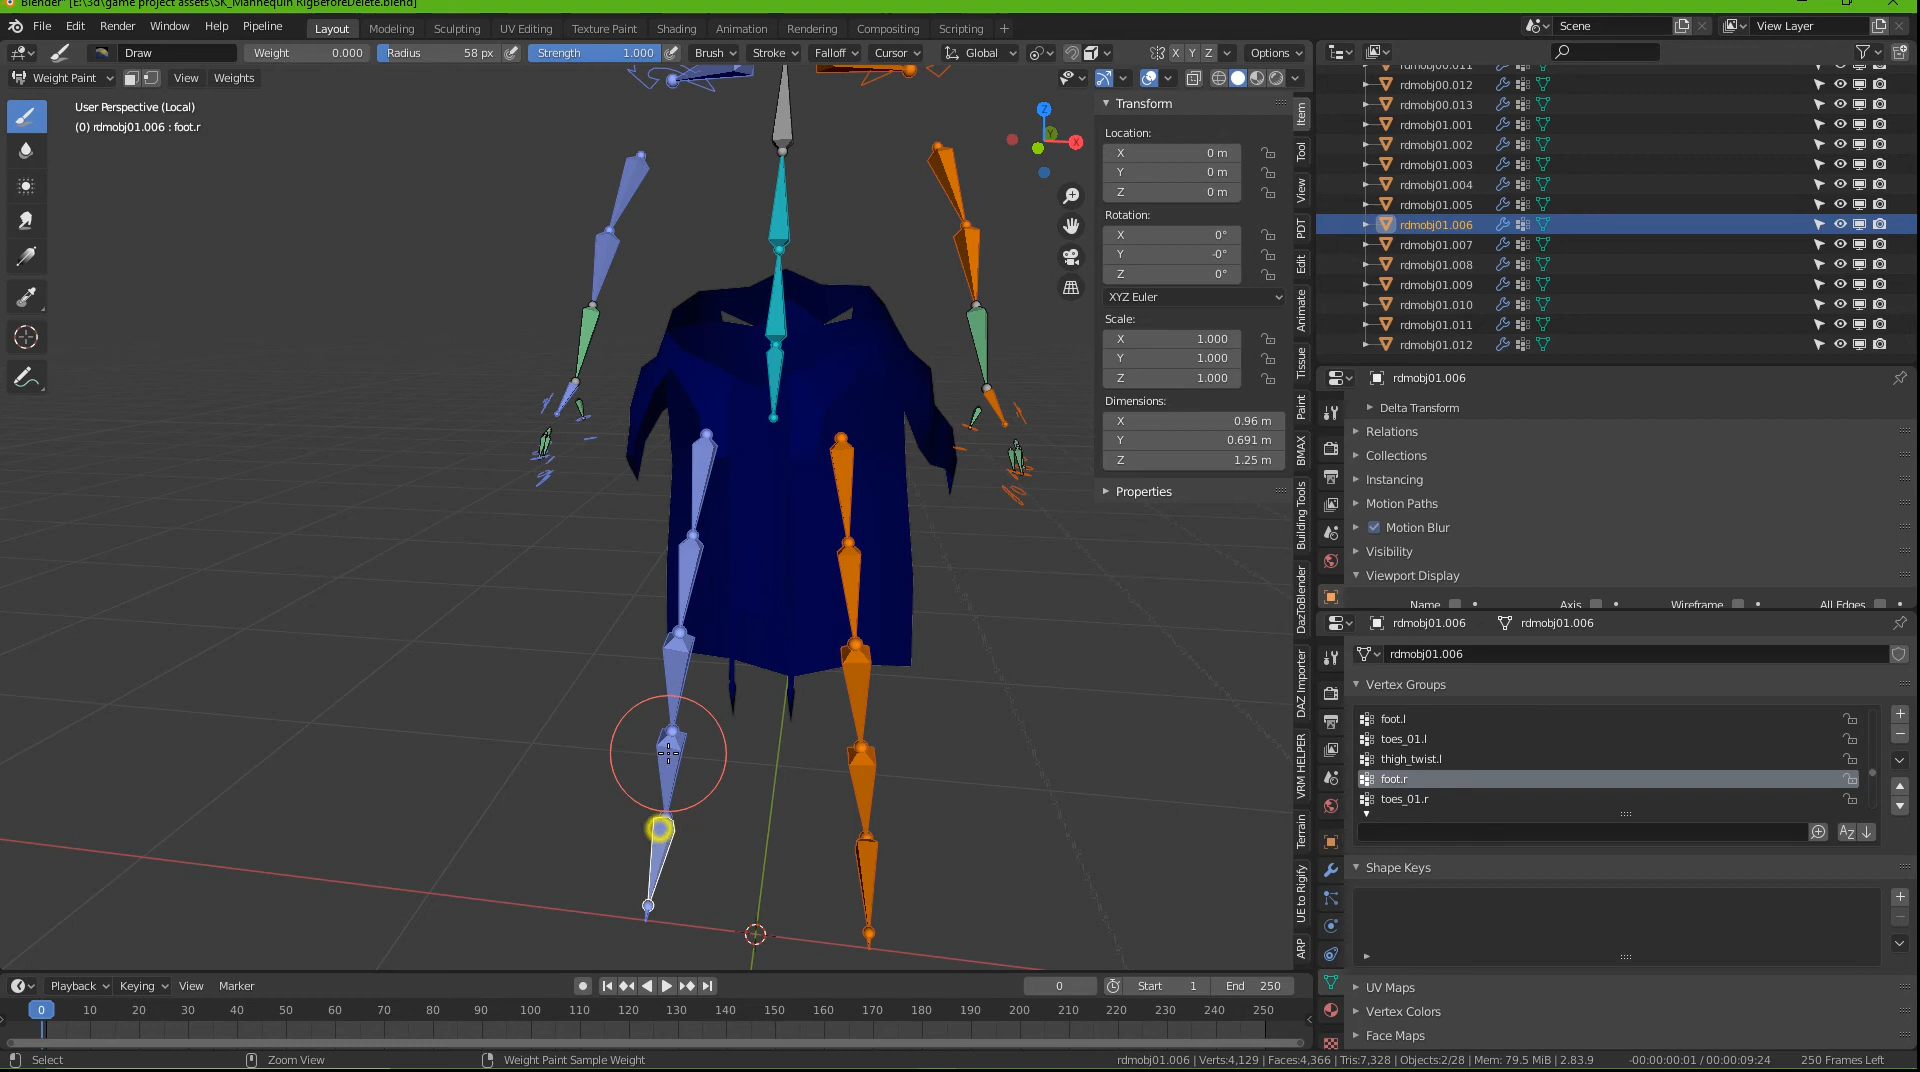 Blender* [E:\3d\game project assets\SK_Mannequin RigBeforeDelete.blend]
File Edit Render Window Help Pipeline Layout Modeling Sculpting UV Editing Texture Paint Shading Animation Rendering Compositing Scripting + Scene View Layer
Draw Weight 0.000 Radius 58 px Strength 1.000 Brush Stroke Falloff Cursor Global X Y Z Options
Weight Paint View Weights
User Perspective (Local)
(0) rdmobj01.006 : foot.r
Z
Y
X
Transform
Location:
X 0 m
Y 0 m
Z 0 m
Rotation:
X 0°
Y -0°
Z 0°
XYZ Euler
Scale:
X 1.000
Y 1.000
Z 1.000
Dimensions:
X 0.96 m
Y 0.691 m
Z 1.25 m
Properties
Item
Tool
View
PDT
Edit
Animate
Tissue
Paint
BMAX
Building Tools
DazToBlender
DAZ Importer
VRM HELPER
Terrain
UE to Rigify
ARP
rdmobj00.011
rdmobj00.012
rdmobj00.013
rdmobj01.001
rdmobj01.002
rdmobj01.003
rdmobj01.004
rdmobj01.005
rdmobj01.006
rdmobj01.007
rdmobj01.008
rdmobj01.009
rdmobj01.010
rdmobj01.011
rdmobj01.012
rdmobj01.006
Delta Transform
Relations
Collections
Instancing
Motion Paths
Motion Blur
Visibility
Viewport Display
Name Axis Wireframe All Edges
rdmobj01.006 rdmobj01.006
rdmobj01.006
Vertex Groups
foot.l
toes_01.l
thigh_twist.l
foot.r
toes_01.r
AZ
Shape Keys
UV Maps
Vertex Colors
Face Maps
Playback Keying View Marker 0 Start 1 End 250
0 10 20 30 40 50 60 70 80 90 100 110 120 130 140 150 160 170 180 190 200 210 220 230 240 250
Select Zoom View Weight Paint Sample Weight rdmobj01.006 | Verts:4,129 | Faces:4,366 | Tris:7,328 | Objects:2/28 | Mem: 79.5 MiB | 2.83.9 -00:00:00:01 / 00:00:09:24 250 Frames Left